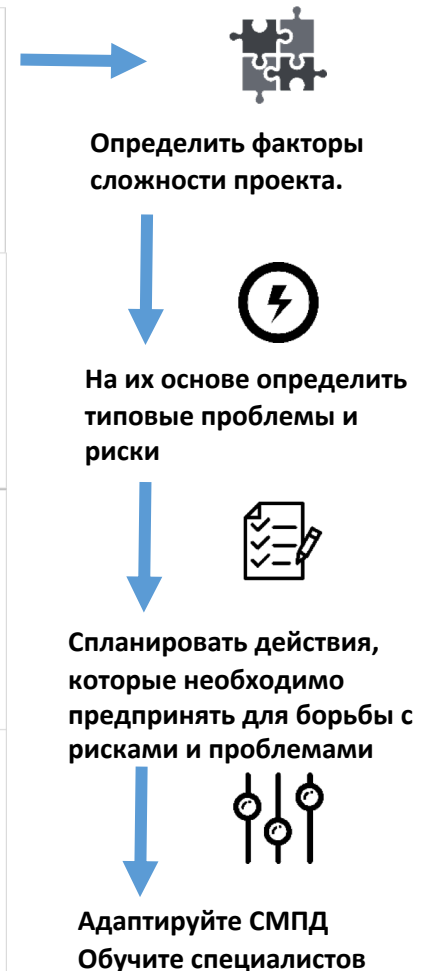 Определить факторы
сложности проекта.
На их основе определить
типовые проблемы и
риски
Спланировать действия,
которые необходимо
предпринять для борьбы с
рисками и проблемами
Адаптируйте СМПД
Обучите специалистов